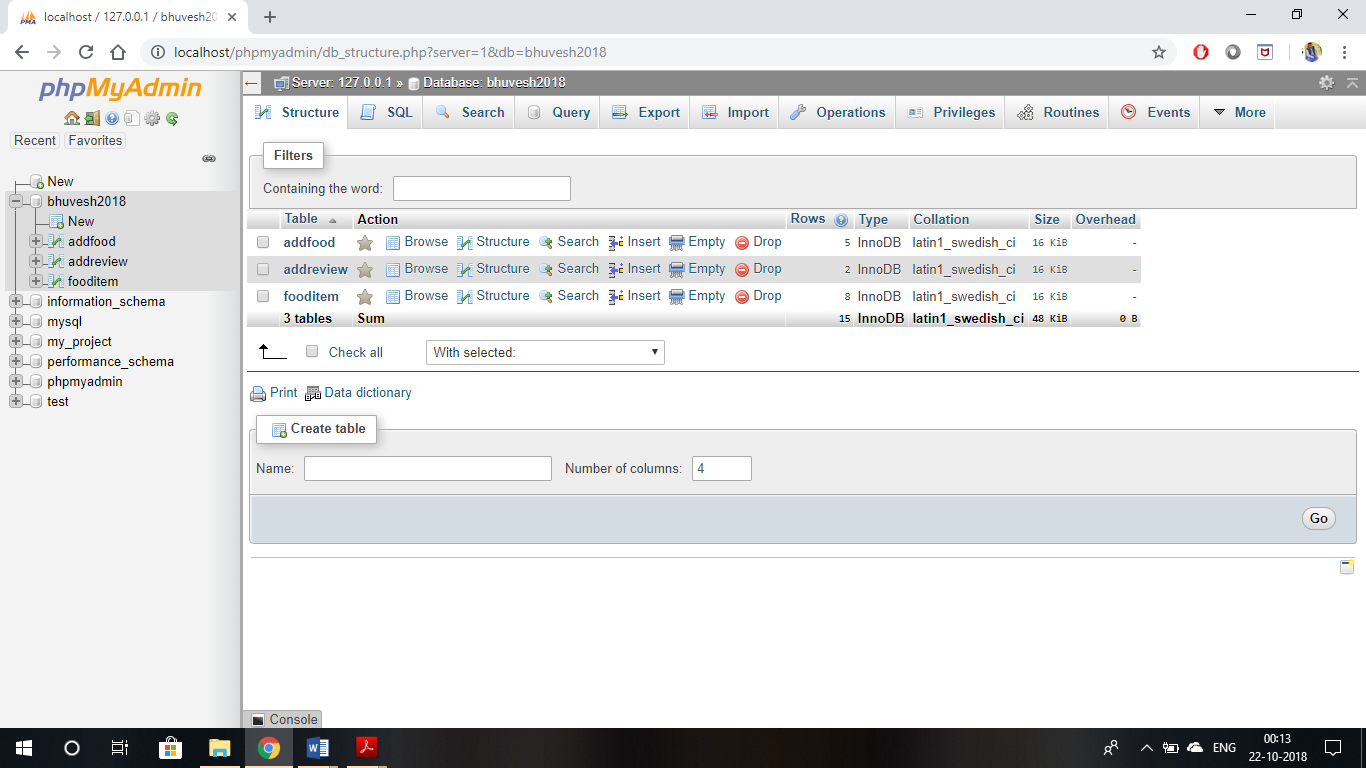 localhost / 127.0.0.1 / bhuvesh20
localhost/phpmyadmin/db_structure.php?server=1&db=bhuvesh2018
phpMyAdmin
Recent Favorites
New
bhuvesh2018
New
addfood
addreview
fooditem
information_schema
mysql
my_project
performance_schema
phpmyadmin
test
Server: 127.0.0.1 » Database: bhuvesh2018
Structure SQL Search Query Export Import Operations Privileges Routines Events More
Filters
Containing the word:
Table Action Rows Type Collation Size Overhead
addfood Browse Structure Search Insert Empty Drop 5 InnoDB latin1_swedish_ci 16 KiB -
addreview Browse Structure Search Insert Empty Drop 2 InnoDB latin1_swedish_ci 16 KiB -
fooditem Browse Structure Search Insert Empty Drop 8 InnoDB latin1_swedish_ci 16 KiB -
3 tables Sum 15 InnoDB latin1_swedish_ci 48 KiB 0 B
Check all With selected:
Print Data dictionary
Create table
Name: Number of columns: 4
Go
Console
ENG 00:13
22-10-2018